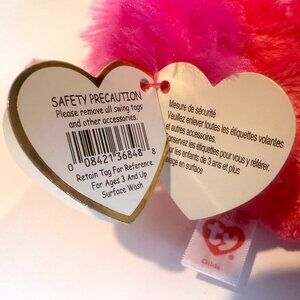 SAFETY PRECAUTION
Please remove all swing tags
and other accessories.
0 08421 36848 8
Retain Tag For Reference.
For Ages 3 And Up
Surface Wash
Mesure de sécurité
Veuillez enlever toutes les étiquettes volantes
et autres accessoires.
conservez les étiquettes pour vous y référer.
les enfants de 3 ans et plus
en surface
ty